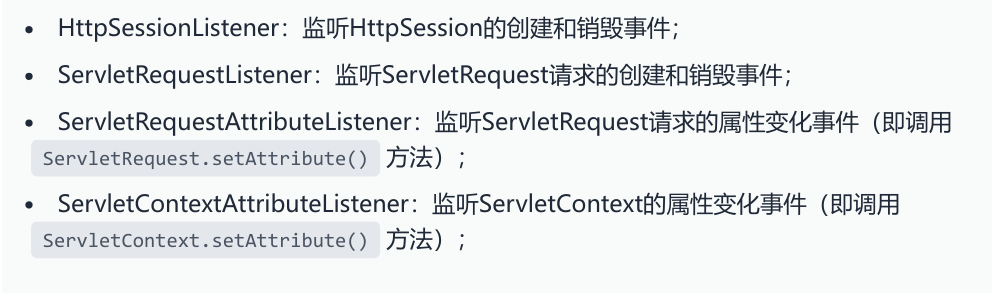 • HttpSessionListener：监听HttpSession的创建和销毁事件；
• ServletRequestListener：监听ServletRequest请求的创建和销毁事件；
• ServletRequestAttributeListener：监听ServletRequest请求的属性变化事件（即调用
ServletRequest.setAttribute() 方法）；
• ServletContextAttributeListener：监听ServletContext的属性变化事件（即调用
ServletContext.setAttribute() 方法）；